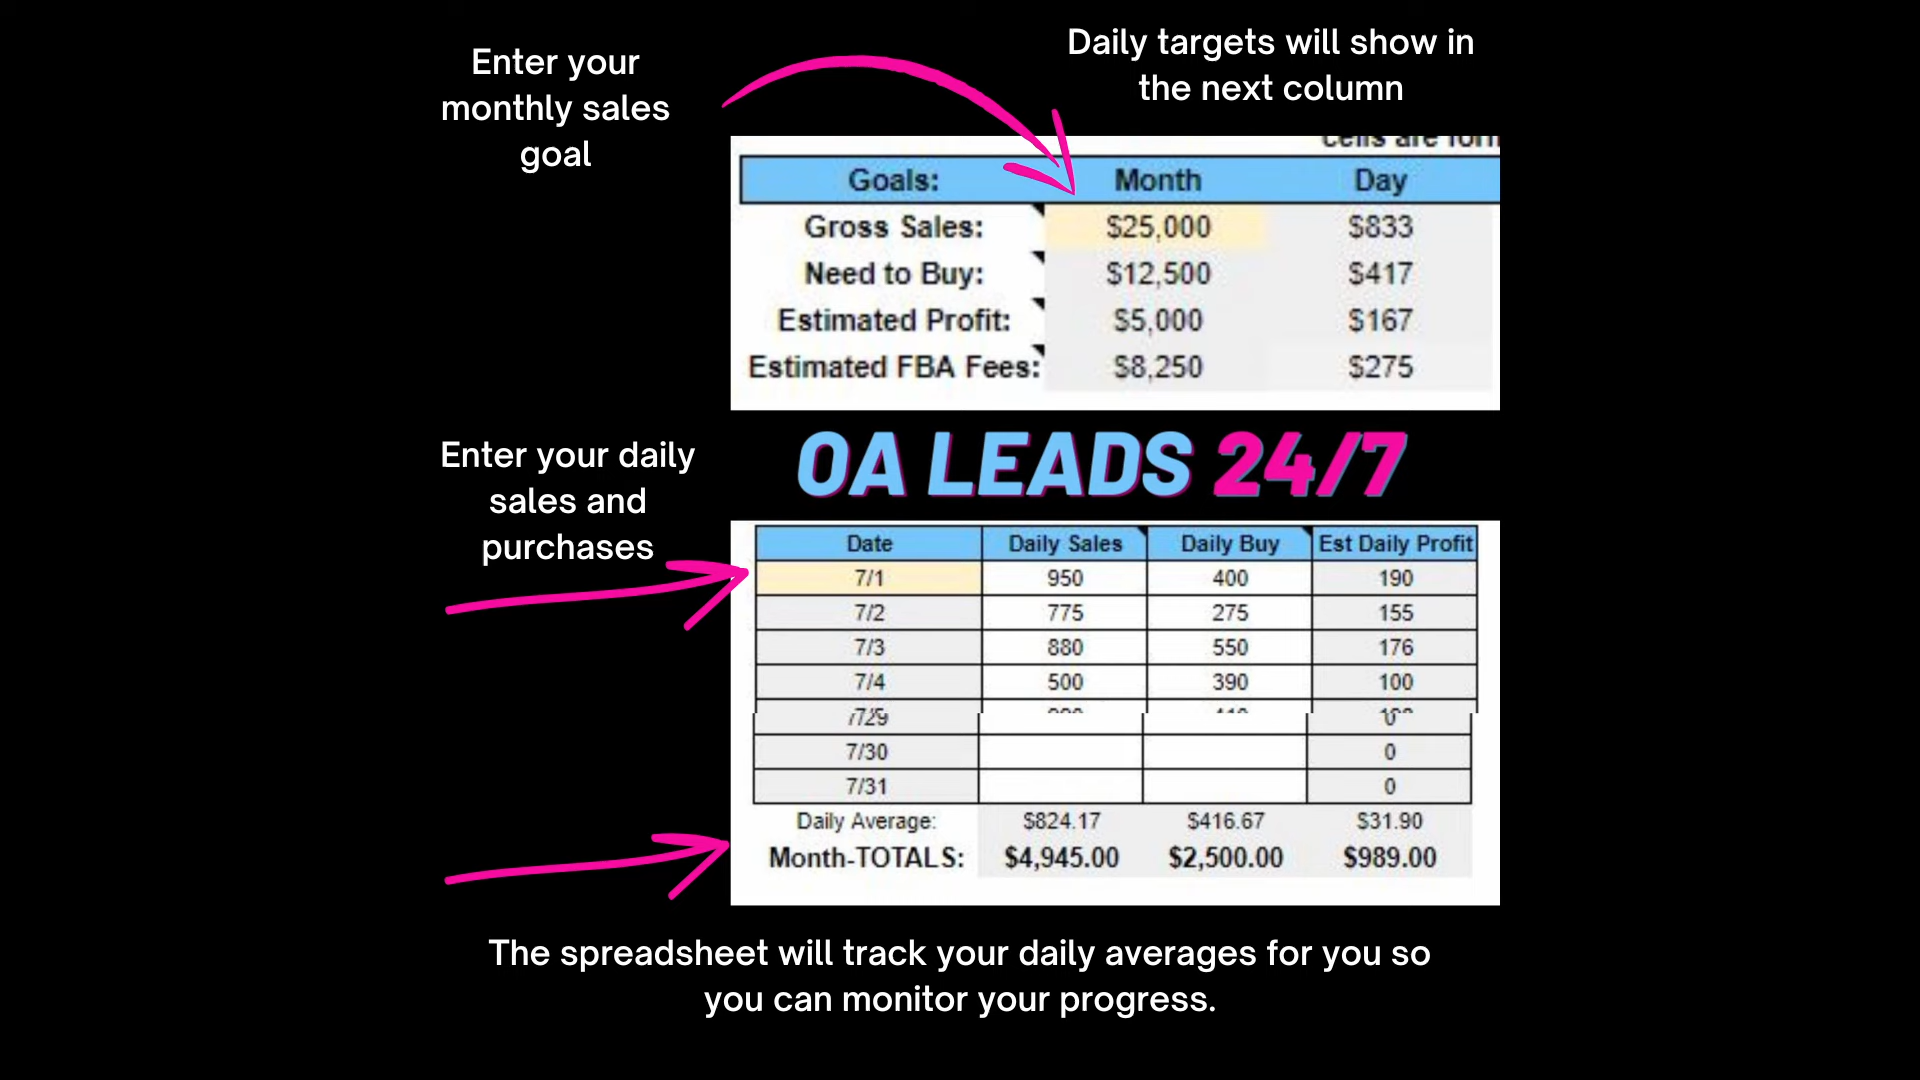 Enter your
monthly sales
goal
Daily targets will show in
the next column
cells are form
Goals: Month Day
Gross Sales: $25,000 $833
Need to Buy: $12,500 $417
Estimated Profit: $5,000 $167
Estimated FBA Fees: $8,250 $275
OA LEADS 24/7
Enter your daily
sales and
purchases
Date Daily Sales Daily Buy Est Daily Profit
7/1 950 400 190
7/2 775 275 155
7/3 880 550 176
7/4 500 390 100
7/29 0
7/30 0
7/31 0
Daily Average: $824.17 $416.67 $31.90
Month-TOTALS: $4,945.00 $2,500.00 $989.00
The spreadsheet will track your daily averages for you so
you can monitor your progress.